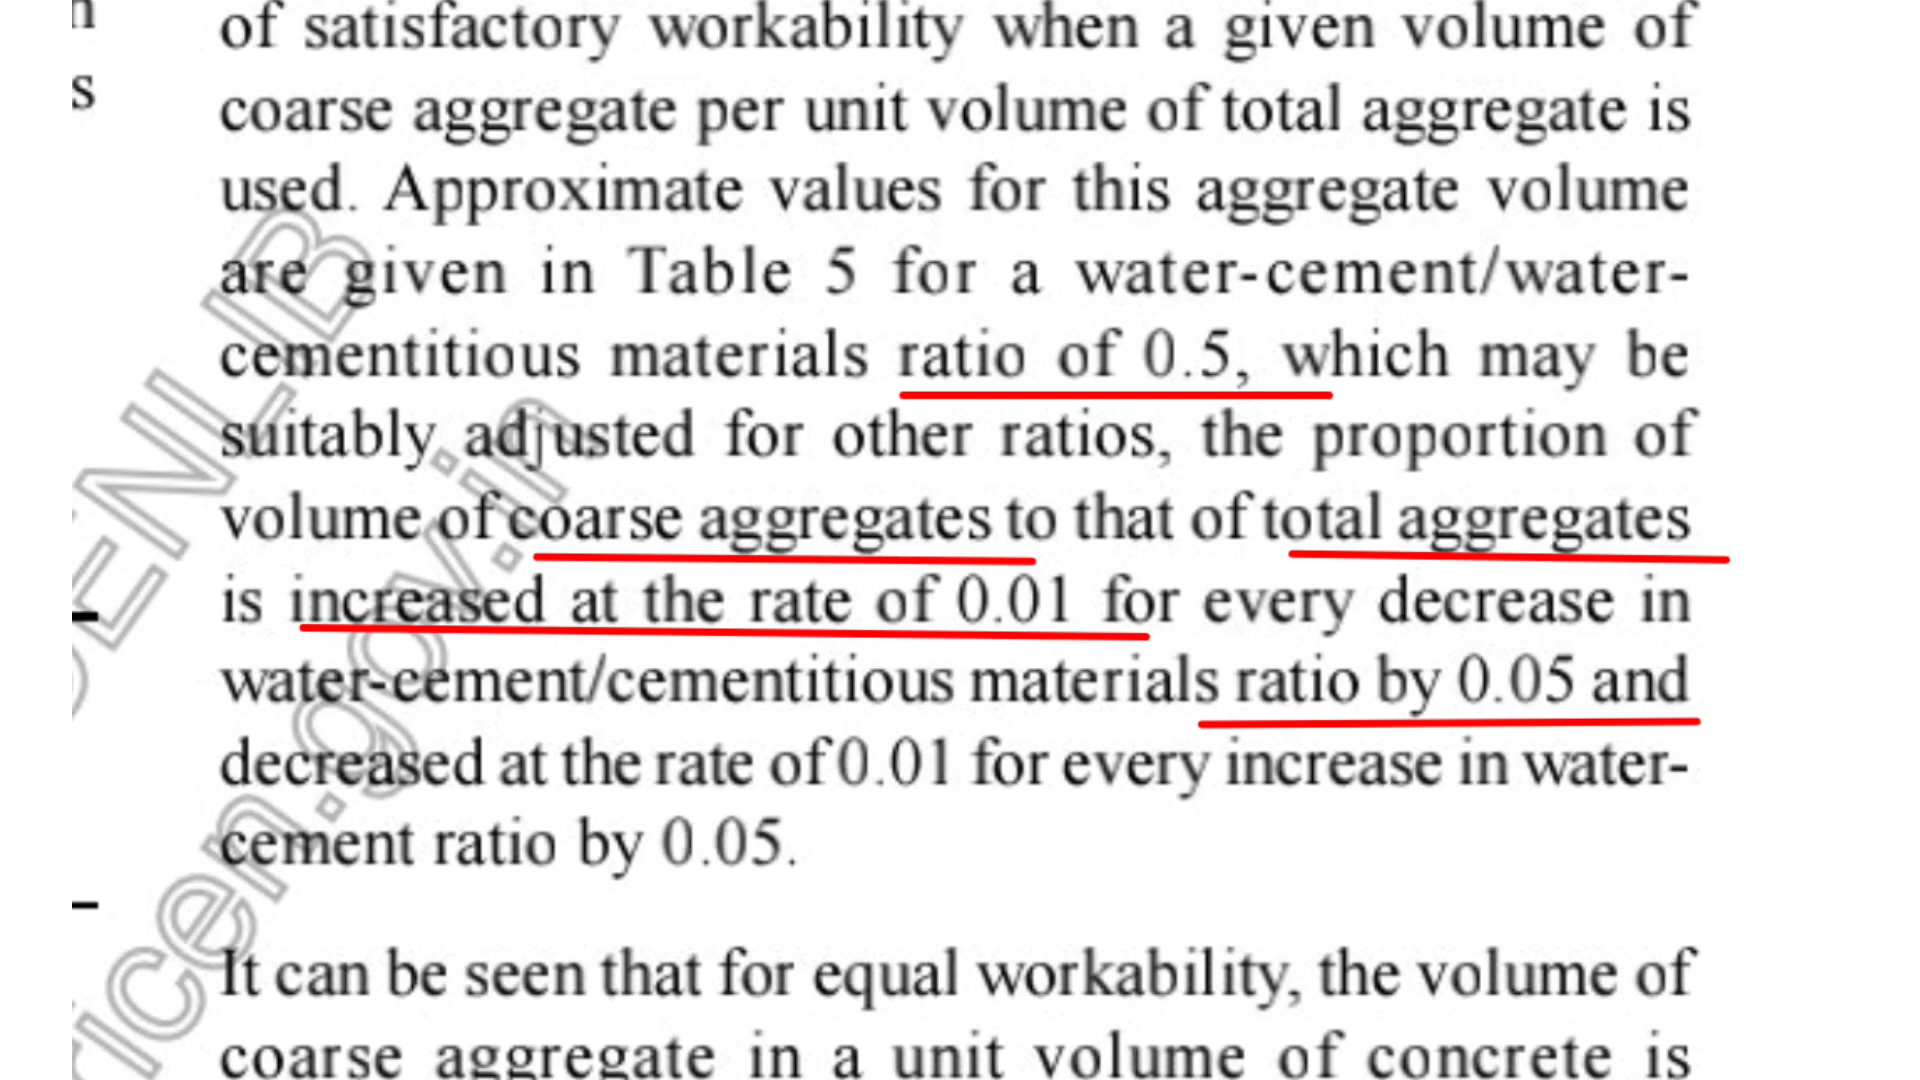 n
s
of satisfactory workability when a given volume of
coarse aggregate per unit volume of total aggregate is
used. Approximate values for this aggregate volume
are given in Table 5 for a water-cement/water-
cementitious materials ratio of 0.5, which may be
suitably adjusted for other ratios, the proportion of
volume of coarse aggregates to that of total aggregates
is increased at the rate of 0.01 for every decrease in
water-cement/cementitious materials ratio by 0.05 and
decreased at the rate of 0.01 for every increase in water-
cement ratio by 0.05.
It can be seen that for equal workability, the volume of
coarse aggregate in a unit volume of concrete is
SENLIB
ricen.gov.in